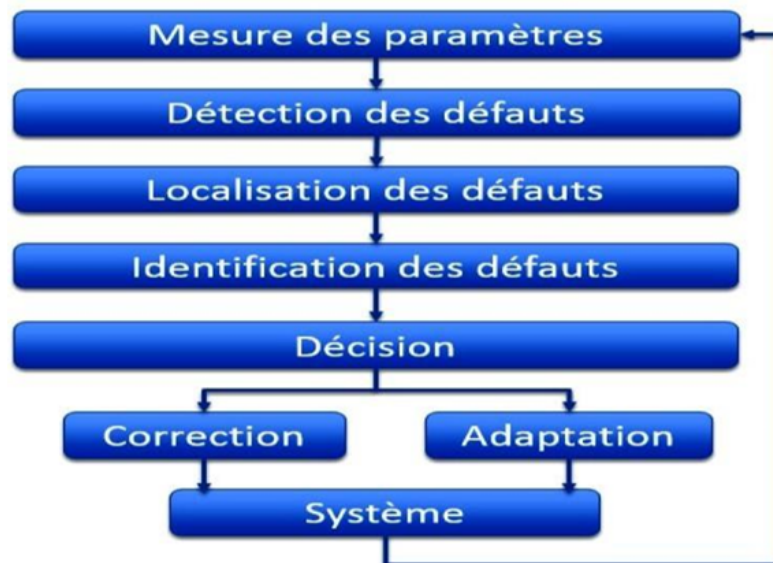 Mesure des paramètres
Détection des défauts
Localisation des défauts
Identification des défauts
Décision
Correction
Adaptation
Système